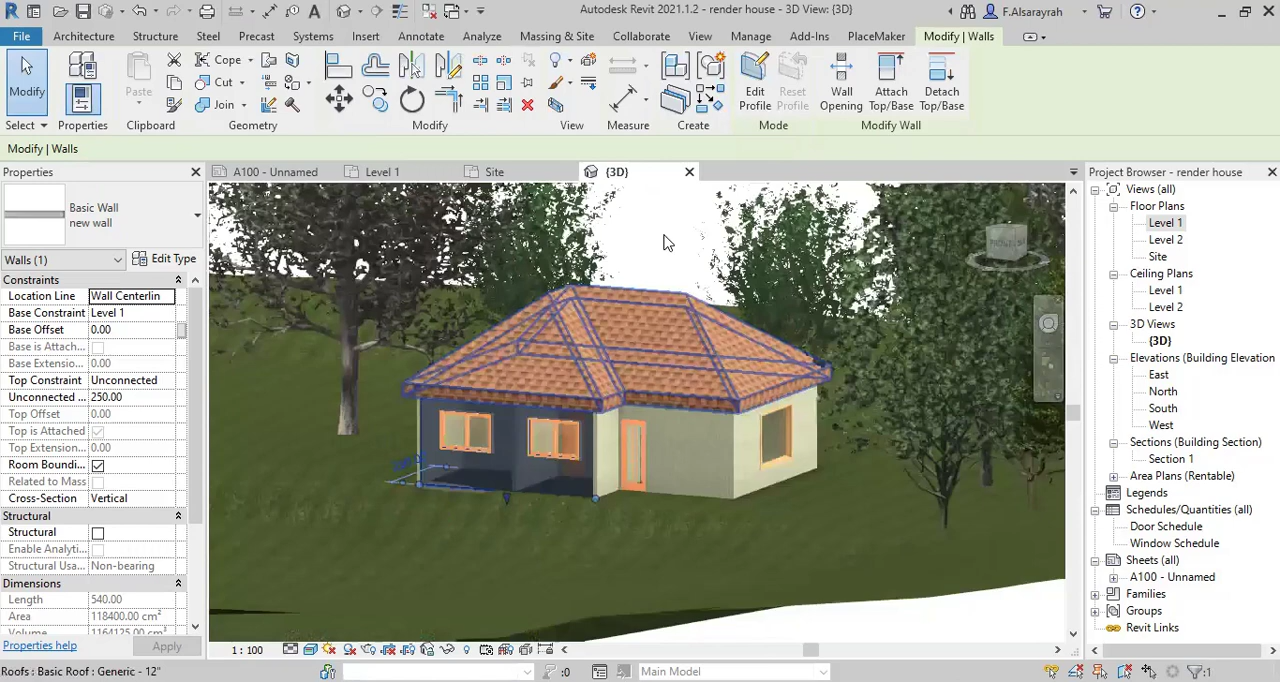 Autodesk Revit 2021.1.2 - render house - 3D View: {3D}
F.Alsarayrah
File
Architecture
Structure
Steel
Precast
Systems
Insert
Annotate
Analyze
Massing & Site
Collaborate
View
Manage
Add-Ins
PlaceMaker
Modify | Walls
Modify
Paste
Cope
Cut
Join
Edit
Profile
Reset
Profile
Wall
Opening
Attach
Top/Base
Detach
Top/Base
Select
Properties
Clipboard
Geometry
Modify
View
Measure
Create
Mode
Modify Wall
Modify | Walls
Properties
Basic Wall
new wall
Walls (1)
Edit Type
Constraints
Location Line Wall Centerlin
Base Constraint Level 1
Base Offset 0.00
Base is Attach...
Base Extensio... 0.00
Top Constraint Unconnected
Unconnected ... 250.00
Top Offset 0.00
Top is Attached
Top Extension... 0.00
Room Boundi...
Related to Mass
Cross-Section Vertical
Structural
Structural
Enable Analyti...
Structural Usa... Non-bearing
Dimensions
Length 540.00
Area 118400.00 cm²
Volume 1164125.00 cm³
Properties help
Apply
A100 - Unnamed
Level 1
Site
{3D}
Project Browser - render house
Views (all)
Floor Plans
Level 1
Level 2
Site
Ceiling Plans
Level 1
Level 2
3D Views
{3D}
Elevations (Building Elevation
East
North
South
West
Sections (Building Section)
Section 1
Area Plans (Rentable)
Legends
Schedules/Quantities (all)
Door Schedule
Window Schedule
Sheets (all)
A100 - Unnamed
Families
Groups
Revit Links
1 : 100
Roofs : Basic Roof : Generic - 12"
:0
Main Model
:1